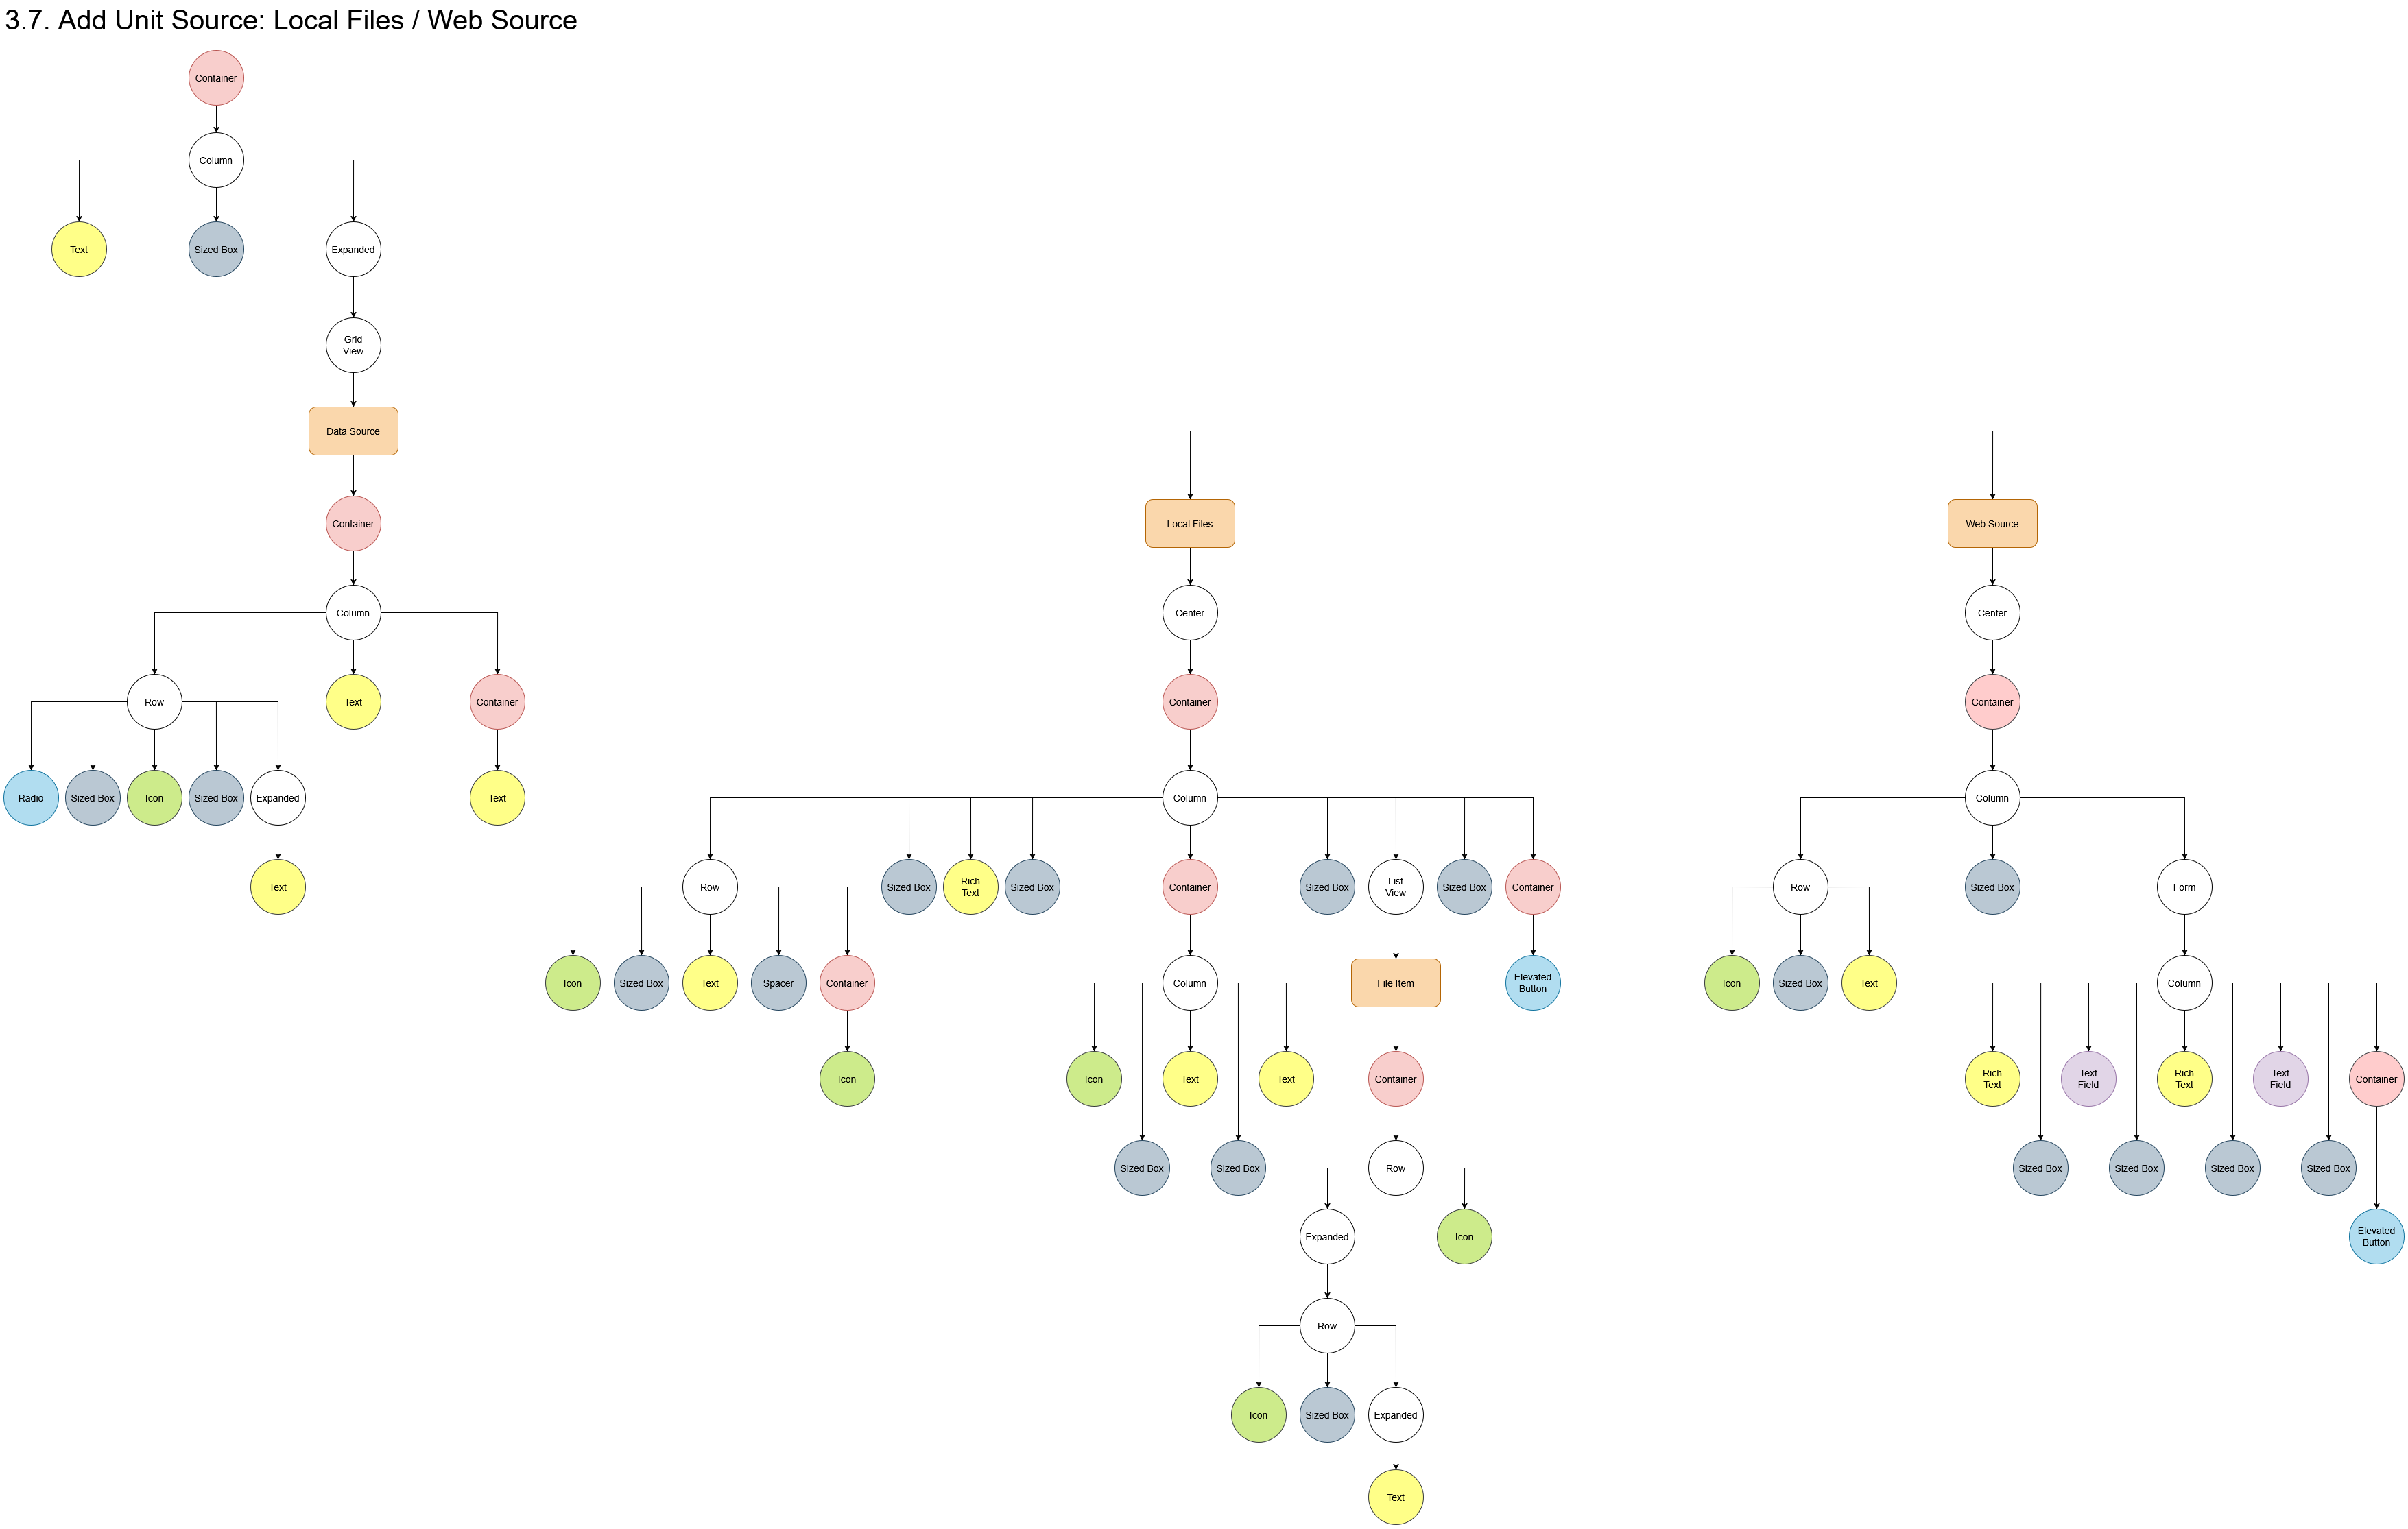 3.7. Add Unit Source: Local Files / Web Source
Container
Column
Text
Sized Box
Expanded
Grid
View
Data Source
Container
Local Files
Web Source
Column
Center
Center
Row
Text
Container
Container
Container
Radio
Sized Box
Icon
Sized Box
Expanded
Text
Column
Column
Text
Row
Sized Box
Rich
Text
Sized Box
Container
Sized Box
List
View
Sized Box
Container
Row
Sized Box
Form
Icon
Sized Box
Text
Spacer
Container
Column
File Item
Elevated
Button
Icon
Sized Box
Text
Column
Icon
Icon
Text
Text
Container
Rich
Text
Text
Field
Rich
Text
Text
Field
Container
Sized Box
Sized Box
Row
Sized Box
Sized Box
Sized Box
Sized Box
Expanded
Icon
Elevated
Button
Row
Icon
Sized Box
Expanded
Text